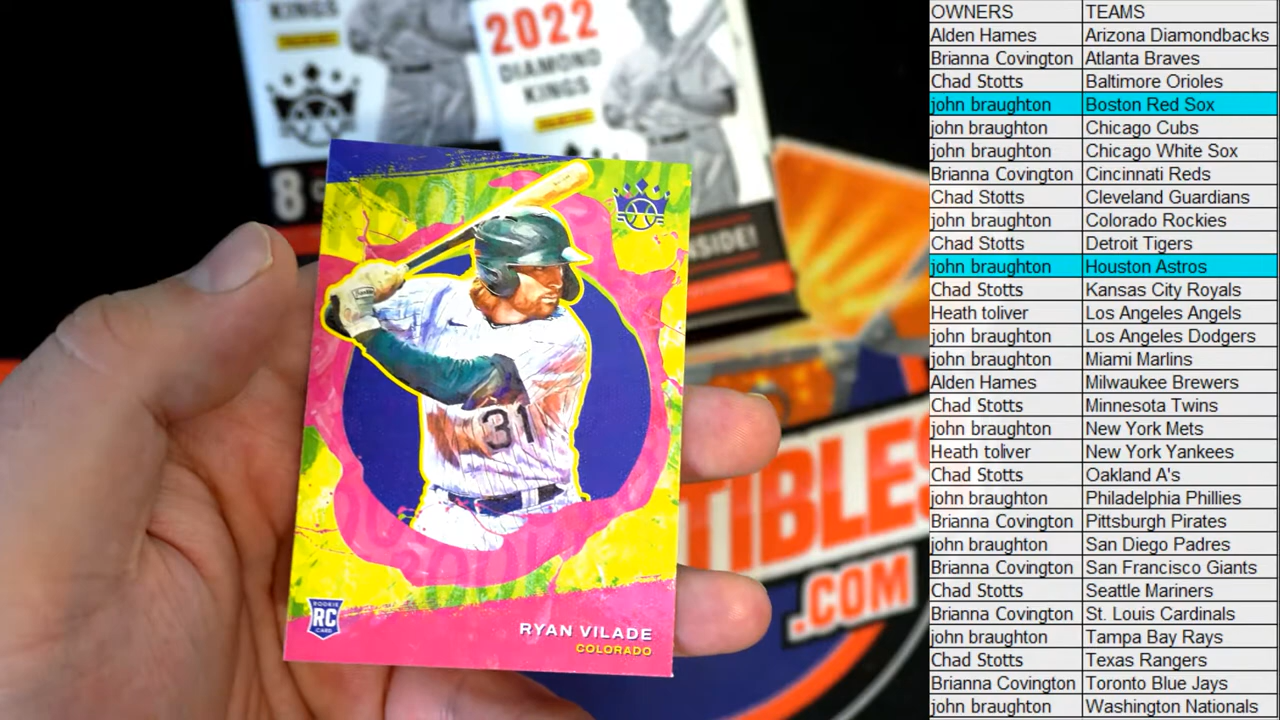 KINGS
PANINI
2022
DIAMOND
KINGS
PANINI
8
NSIDE!
31
ROOKIE
RC
CARD
RYAN VILADE
COLORADO
TIBLES
.COM
OWNERS TEAMS
Alden Hames Arizona Diamondbacks
Brianna Covington Atlanta Braves
Chad Stotts Baltimore Orioles
john braughton Boston Red Sox
john braughton Chicago Cubs
john braughton Chicago White Sox
Brianna Covington Cincinnati Reds
Chad Stotts Cleveland Guardians
john braughton Colorado Rockies
Chad Stotts Detroit Tigers
john braughton Houston Astros
Chad Stotts Kansas City Royals
Heath toliver Los Angeles Angels
john braughton Los Angeles Dodgers
john braughton Miami Marlins
Alden Hames Milwaukee Brewers
Chad Stotts Minnesota Twins
john braughton New York Mets
Heath toliver New York Yankees
Chad Stotts Oakland A's
john braughton Philadelphia Phillies
Brianna Covington Pittsburgh Pirates
john braughton San Diego Padres
Brianna Covington San Francisco Giants
Chad Stotts Seattle Mariners
Brianna Covington St. Louis Cardinals
john braughton Tampa Bay Rays
Chad Stotts Texas Rangers
Brianna Covington Toronto Blue Jays
john braughton Washington Nationals